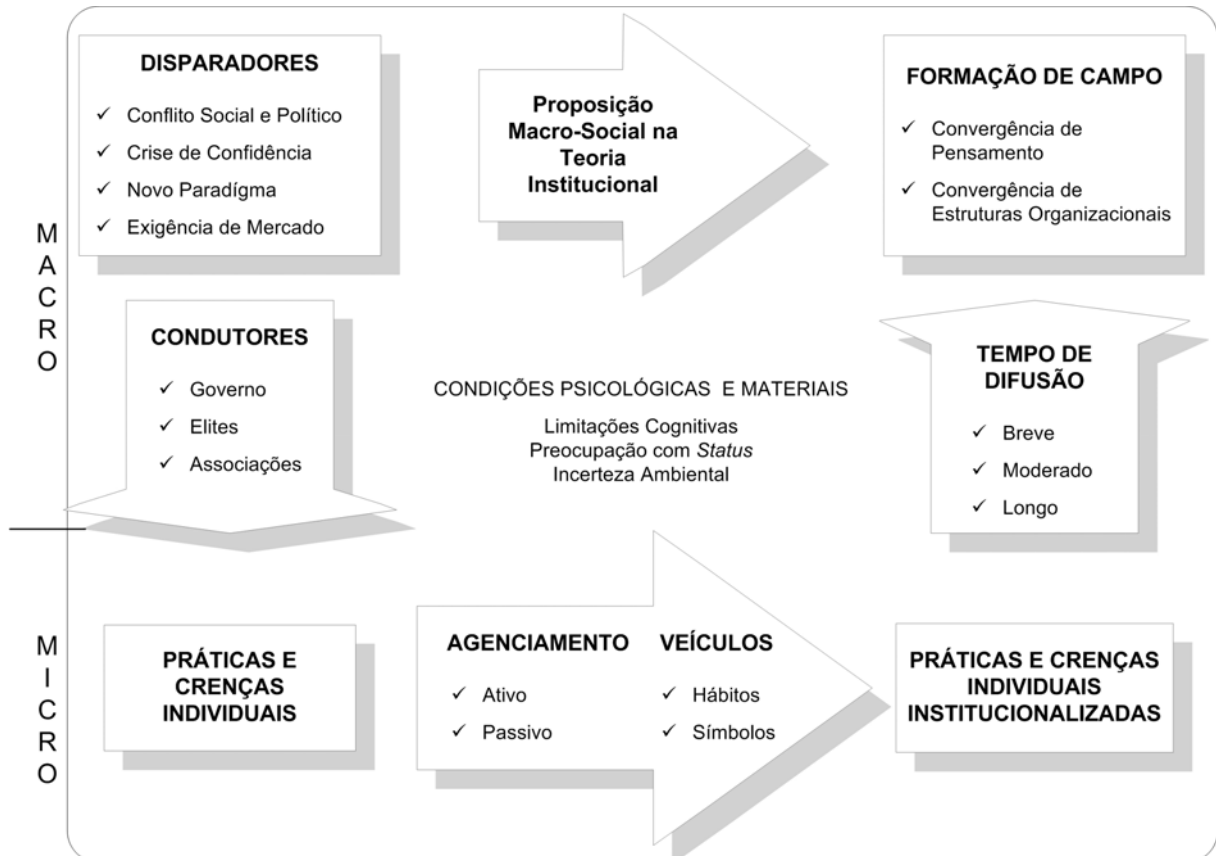 DISPARADORES
✓ Conflito Social e Político
✓ Crise de Confidência
✓ Novo Paradígma
✓ Exigência de Mercado
Proposição
Macro-Social na
Teoria
Institucional
FORMAÇÃO DE CAMPO
✓ Convergência de
Pensamento
✓ Convergência de
Estruturas Organizacionais
MACRO
CONDUTORES
✓ Governo
✓ Elites
✓ Associações
CONDIÇÕES PSICOLÓGICAS E MATERIAIS
Limitações Cognitivas
Preocupação com Status
Incerteza Ambiental
TEMPO DE
DIFUSÃO
✓ Breve
✓ Moderado
✓ Longo
MICRO
PRÁTICAS E
CRENÇAS
INDIVIDUAIS
AGENCIAMENTO
✓ Ativo
✓ Passivo
VEÍCULOS
✓ Hábitos
✓ Símbolos
PRÁTICAS E CRENÇAS
INDIVIDUAIS
INSTITUCIONALIZADAS